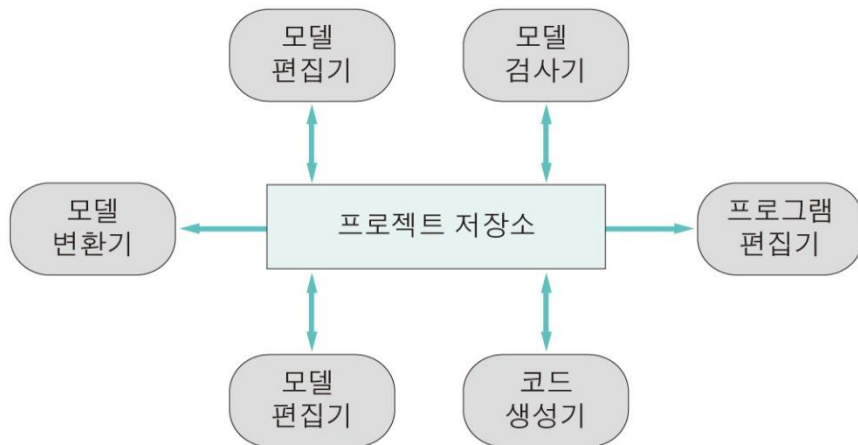 모델
편집기
모델
검사기
모델
변환기
프로젝트 저장소
프로그램
편집기
모델
편집기
코드
생성기